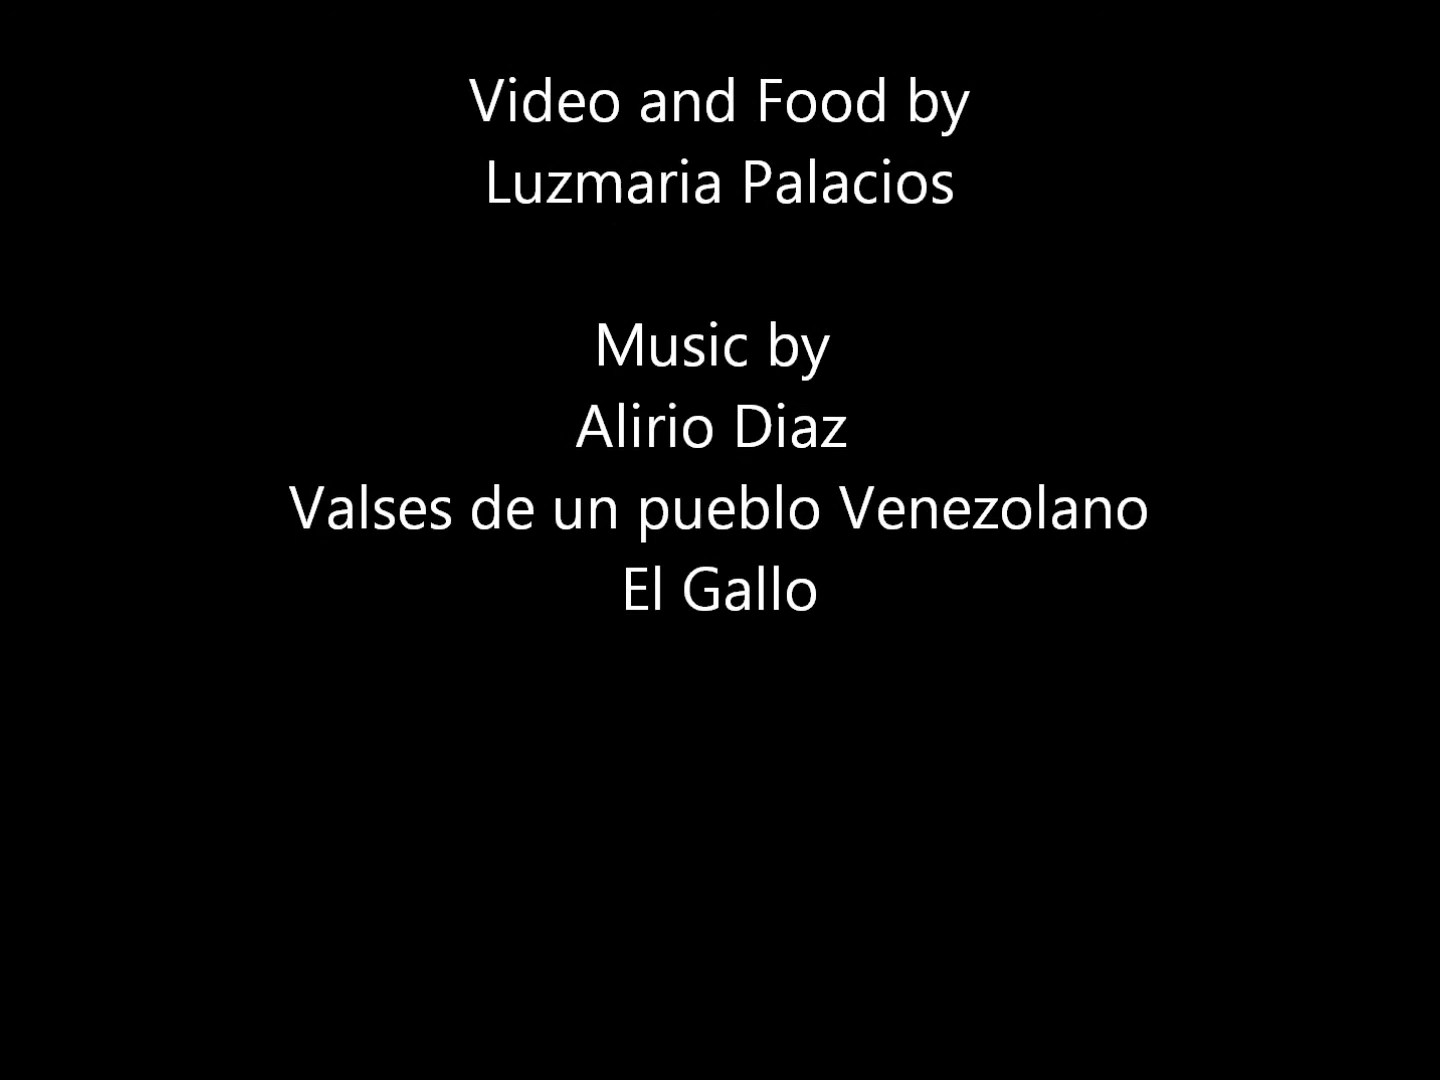 Video and Food by
Luzmaria Palacios
Music by
Alirio Diaz
Valses de un pueblo Venezolano
El Gallo